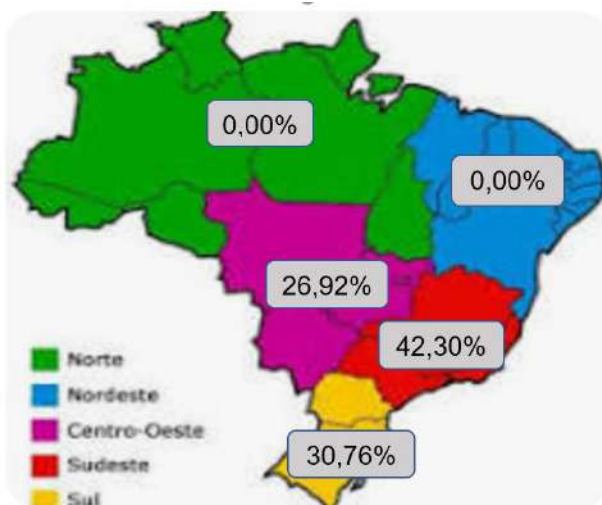 0,00%
0,00%
26,92%
42,30%
30,76%
Norte
Nordeste
Centro-Oeste
Sudeste
Sul